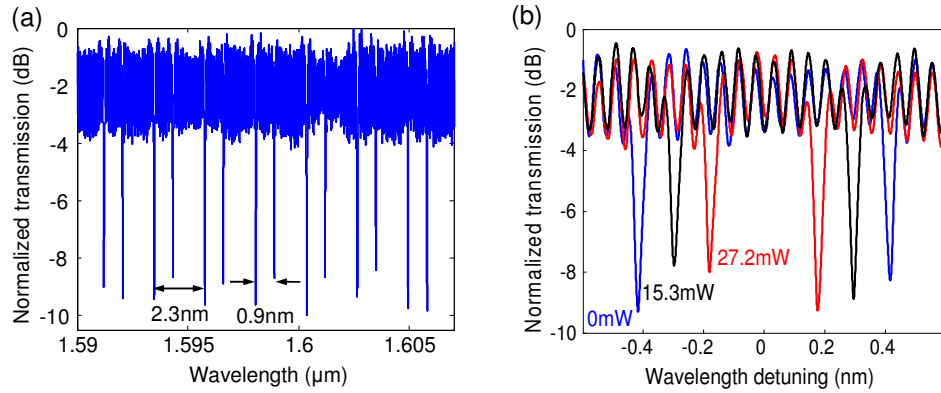 (a)
0
-2
-4
-6
-8
-10
Normalized transmission (dB)
2.3nm
0.9nm
1.59
1.595
1.6
1.605
Wavelength (μm)
(b)
0
-2
-4
-6
-8
-10
Normalized transmission (dB)
27.2mW
15.3mW
0mW
-0.4
-0.2
0
0.2
0.4
Wavelength detuning (nm)